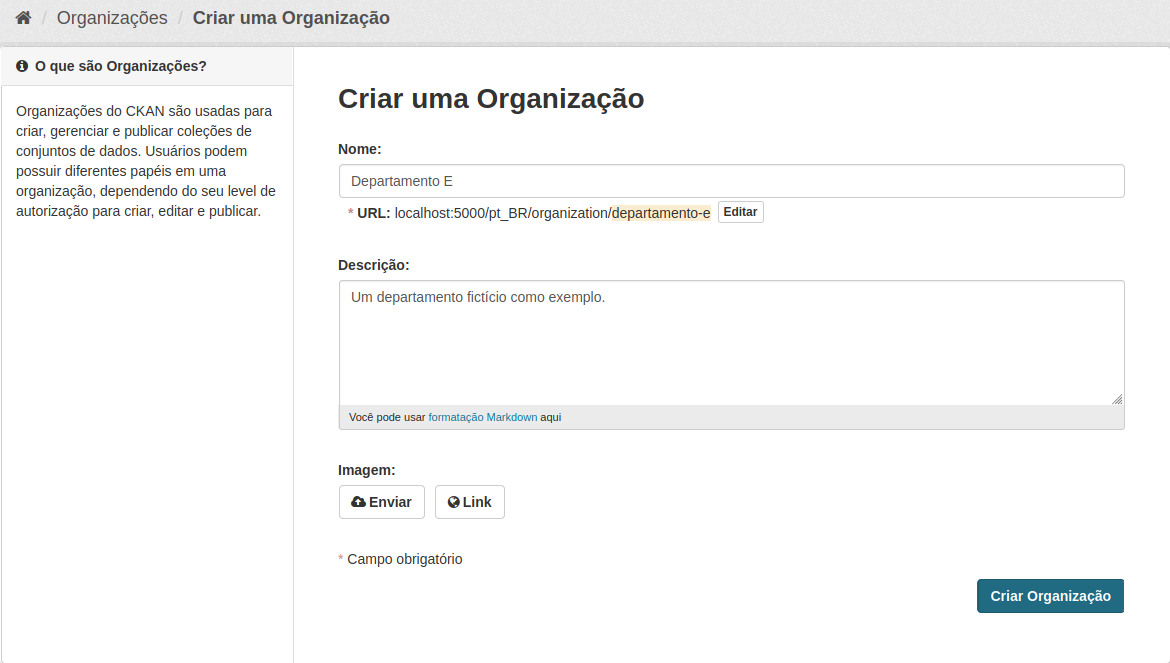 / Organizações / Criar uma Organização
O que são Organizações?
Organizações do CKAN são usadas para
criar, gerenciar e publicar coleções de
conjuntos de dados. Usuários podem
possuir diferentes papéis em uma
organização, dependendo do seu level de
autorização para criar, editar e publicar.
Criar uma Organização
Nome:
Departamento E
* URL: localhost:5000/pt_BR/organization/departamento-e Editar
Descrição:
Um departamento fictício como exemplo.
Você pode usar formatação Markdown aqui
Imagem:
Enviar Link
* Campo obrigatório
Criar Organização